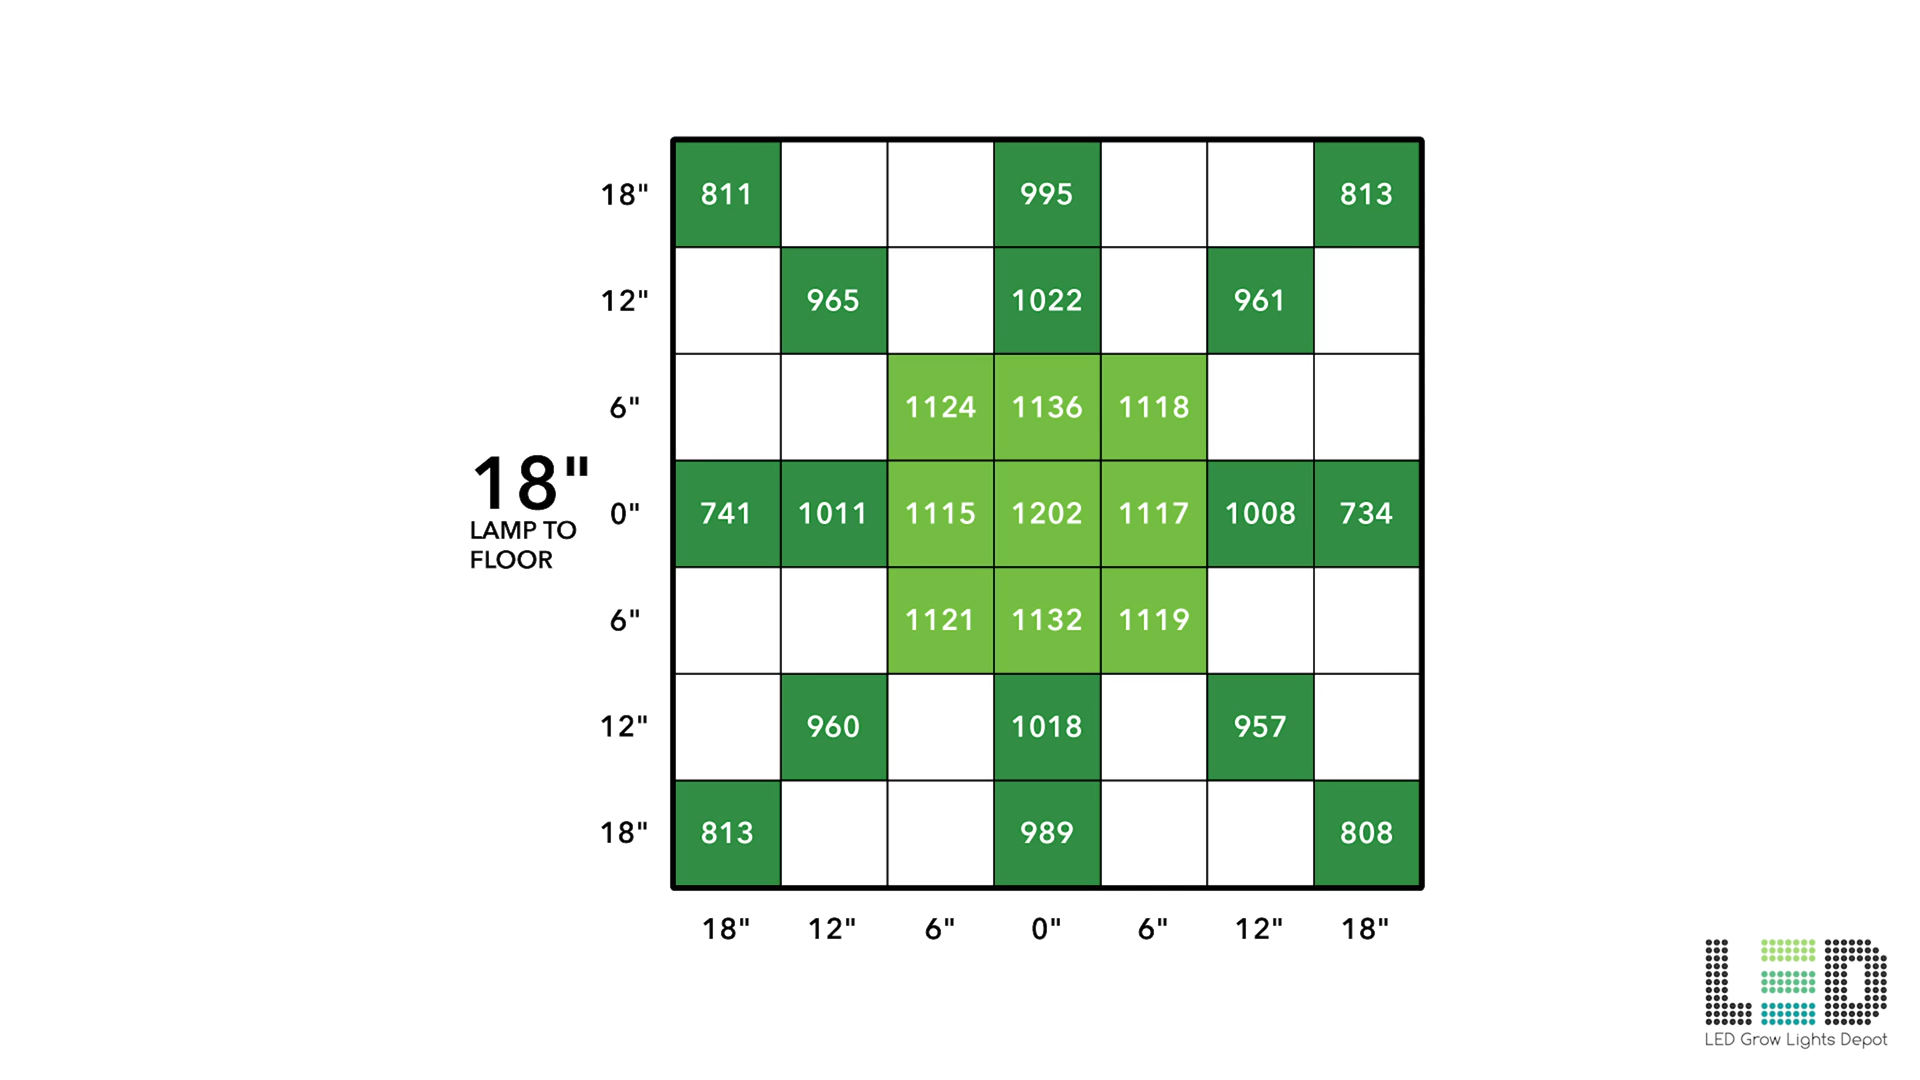 18" 811 995 813
12" 965 1022 961
6" 1124 1136 1118
18"
LAMP TO
FLOOR
0" 741 1011 1115 1202 1117 1008 734
6" 1121 1132 1119
12" 960 1018 957
18" 813 989 808
18" 12" 6" 0" 6" 12" 18"
LED
LED Grow Lights Depot